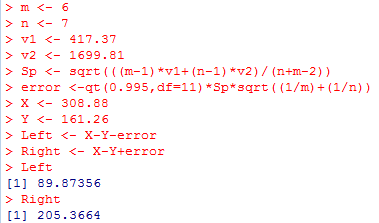 > m <- 6
> n <- 7
> v1 <- 417.37
> v2 <- 1699.81
> Sp <- sqrt(((m-1)*v1+(n-1)*v2)/(n+m-2))
> error <-qt(0.995,df=11)*Sp*sqrt((1/m)+(1/n))
> X <- 308.88
> Y <- 161.26
> Left <- X-Y-error
> Right <- X-Y+error
> Left
[1] 89.87356
> Right
[1] 205.3664